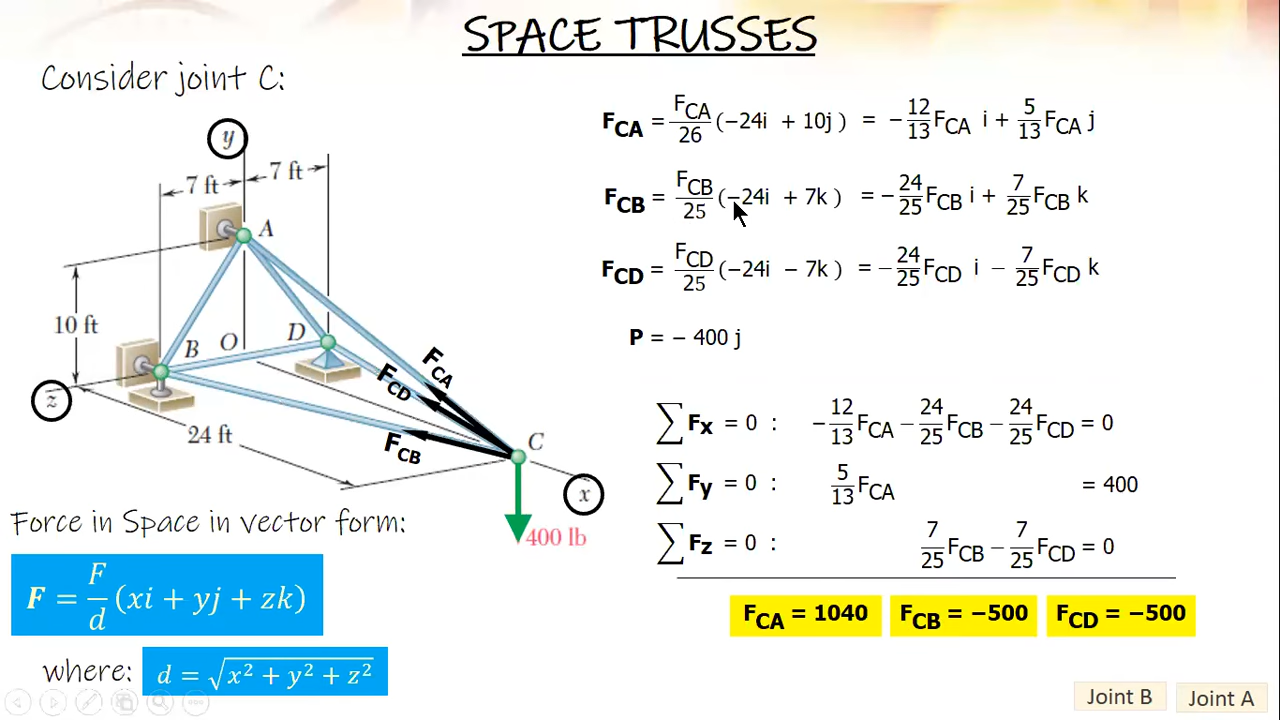 SPACE TRUSSES
Consider joint C:
y
7 ft
7 ft
A
10 ft
B
O
D
z
24 ft
F_CA
F_CD
F_CB
C
x
400 lb
Force in Space in vector form:
F = F/d (xi + yj + zk)
where: d = √(x² + y² + z²)
F_CA = F_CA/26 (−24i + 10j ) = − 12/13 F_CA i + 5/13 F_CA j
F_CB = F_CB/25 (−24i + 7k ) = − 24/25 F_CB i + 7/25 F_CB k
F_CD = F_CD/25 (−24i − 7k ) = − 24/25 F_CD i − 7/25 F_CD k
P = − 400 j
∑ Fx = 0 : − 12/13 F_CA − 24/25 F_CB − 24/25 F_CD = 0
∑ Fy = 0 : 5/13 F_CA = 400
∑ Fz = 0 : 7/25 F_CB − 7/25 F_CD = 0
F_CA = 1040 F_CB = −500 F_CD = −500
Joint B Joint A